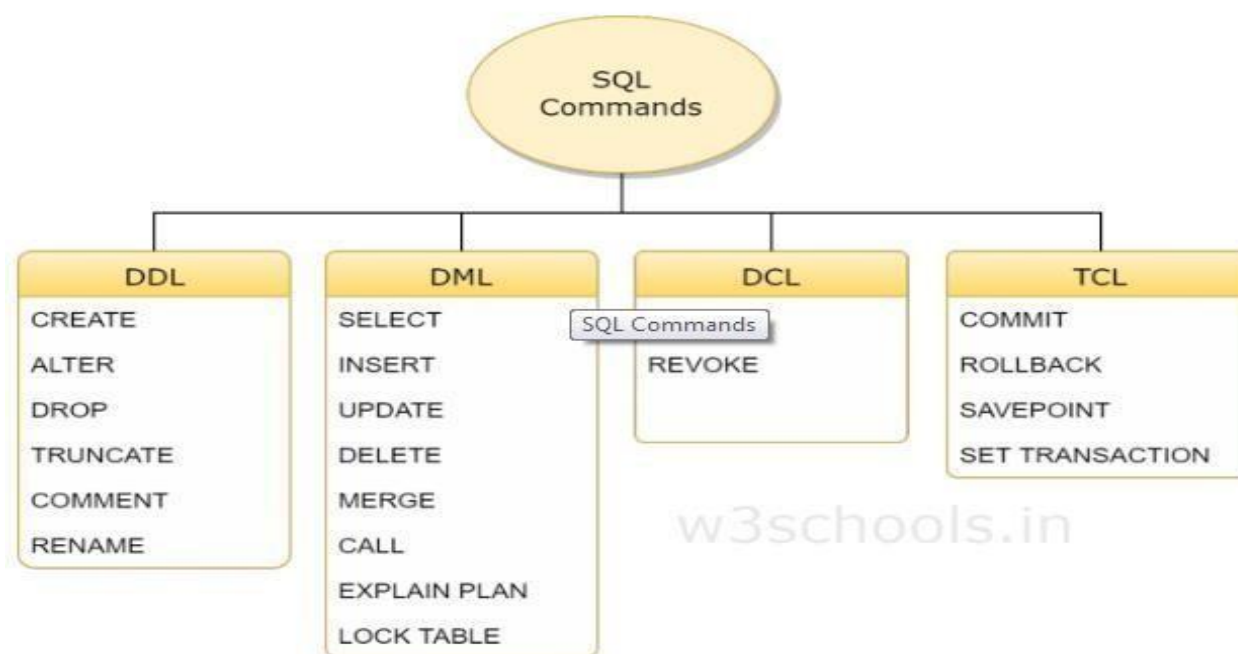 SQL
Commands
DDL
CREATE
ALTER
DROP
TRUNCATE
COMMENT
RENAME
DML
SELECT
INSERT
UPDATE
DELETE
MERGE
CALL
EXPLAIN PLAN
LOCK TABLE
DCL
SQL Commands
REVOKE
TCL
COMMIT
ROLLBACK
SAVEPOINT
SET TRANSACTION
w3schools.in